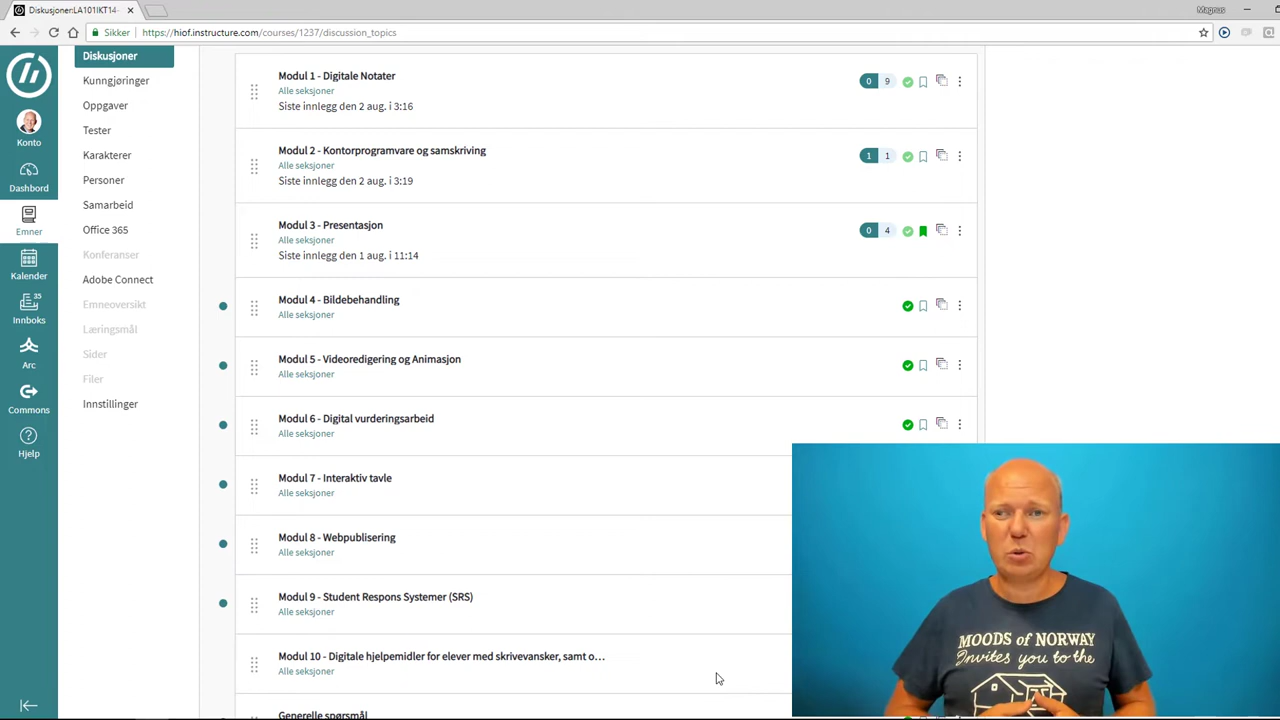 Diskusjoner:LA101IKT14-
Magnus
Sikker
https://hiof.instructure.com/courses/1237/discussion_topics
Konto
Dashbord
Emner
Kalender
35
Innboks
Arc
Commons
Hjelp
Diskusjoner
Kunngjøringer
Oppgaver
Tester
Karakterer
Personer
Samarbeid
Office 365
Konferanser
Adobe Connect
Emneoversikt
Læringsmål
Sider
Filer
Innstillinger
Modul 1 - Digitale Notater
Alle seksjoner
Siste innlegg den 2 aug. i 3:16
0 9
Modul 2 - Kontorprogramvare og samskriving
Alle seksjoner
Siste innlegg den 2 aug. i 3:19
1 1
Modul 3 - Presentasjon
Alle seksjoner
Siste innlegg den 1 aug. i 11:14
0 4
Modul 4 - Bildebehandling
Alle seksjoner
Modul 5 - Videoredigering og Animasjon
Alle seksjoner
Modul 6 - Digital vurderingsarbeid
Alle seksjoner
Modul 7 - Interaktiv tavle
Alle seksjoner
Modul 8 - Webpublisering
Alle seksjoner
Modul 9 - Student Respons Systemer (SRS)
Alle seksjoner
Modul 10 - Digitale hjelpemidler for elever med skrivevansker, samt o...
Alle seksjoner
Generelle spørsmål
MOODS of NORWAY
Invites you to the